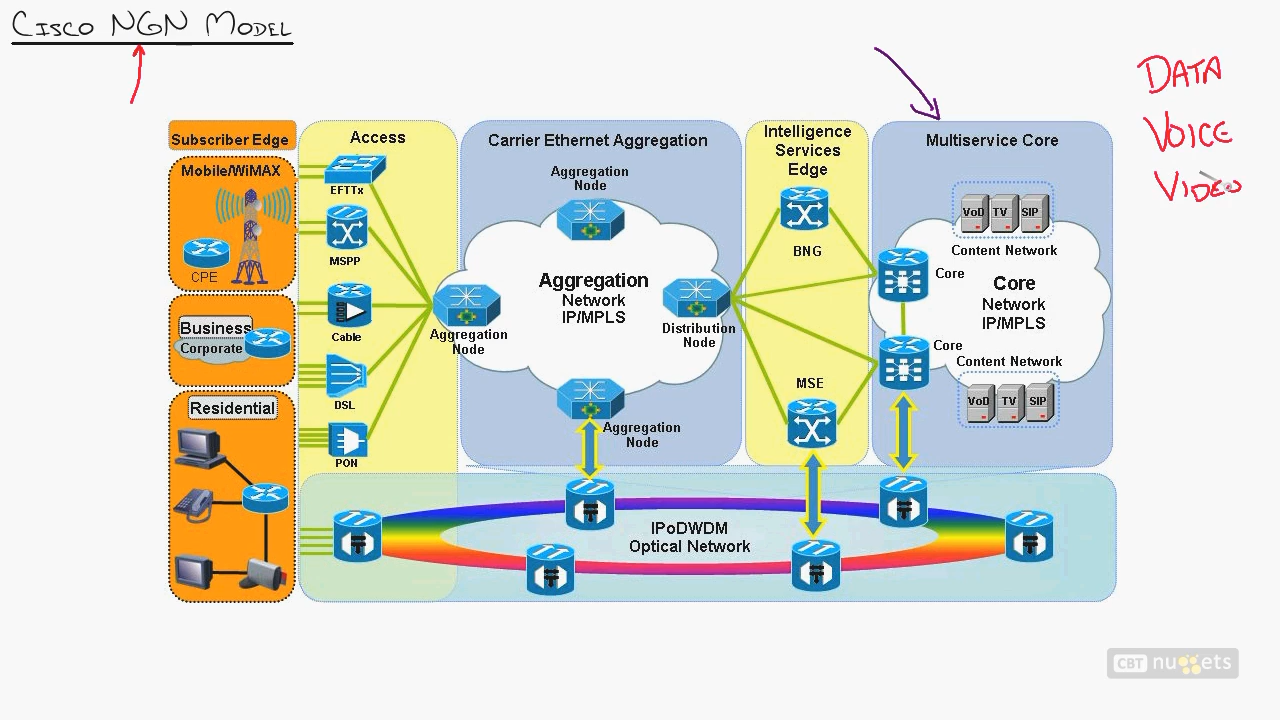 CISCO NGN MODEL
DATA
VOICE
VIDEO
Subscriber Edge
Mobile/WiMAX
CPE
Business
Corporate
Residential
Access
EFTTx
MSPP
Cable
DSL
PON
Carrier Ethernet Aggregation
Aggregation
Node
Aggregation
Network
IP/MPLS
Aggregation
Node
Distribution
Node
Aggregation
Node
Intelligence
Services
Edge
BNG
MSE
Multiservice Core
VoD TV SIP
Content Network
Core
Core
Network
IP/MPLS
Core
Content Network
VoD TV SIP
IPoDWDM
Optical Network
CBT nuggets